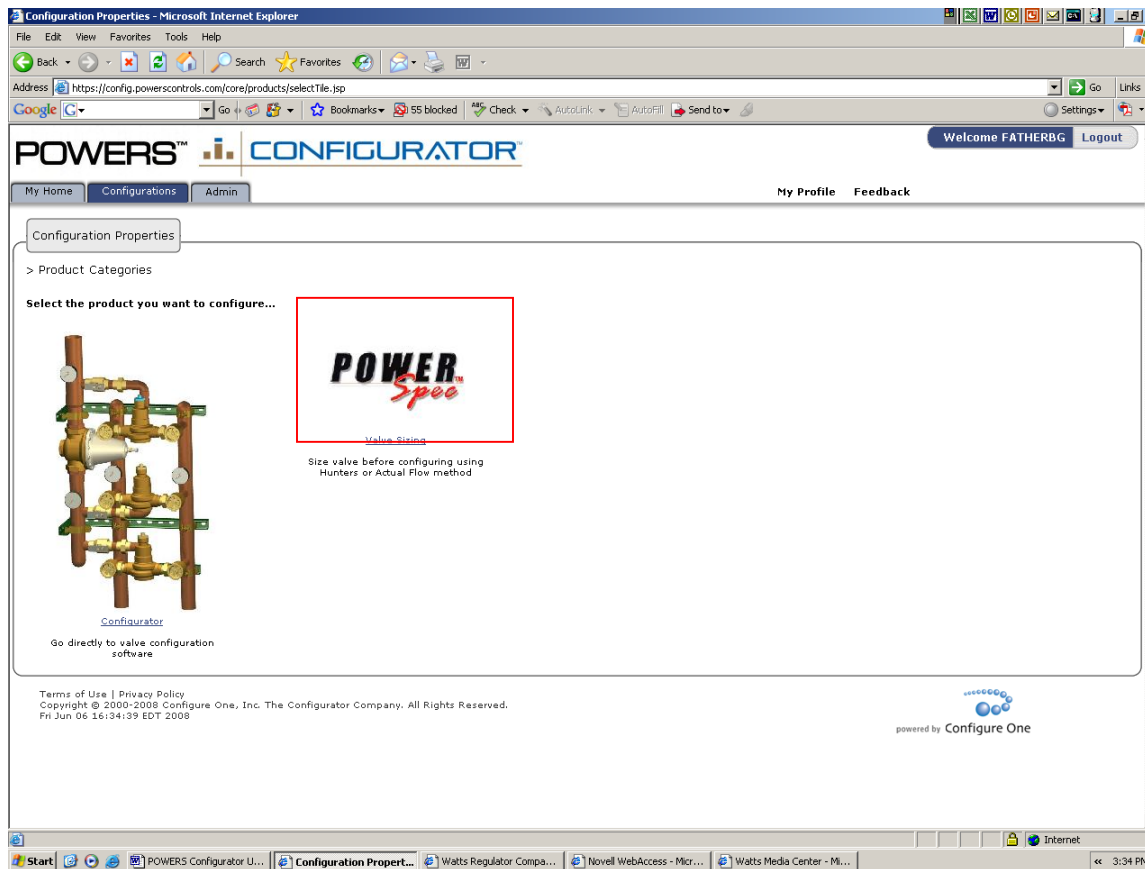 Configuration Properties - Microsoft Internet Explorer
File Edit View Favorites Tools Help
Back Search Favorites
Address https://config.powerscontrols.com/core/products/selectTile.jsp Go Links
Google Go Bookmarks 55 blocked Check AutoLink AutoFill Send to Settings
POWERS™ CONFIGURATOR
Welcome FATHERBG Logout
My Home Configurations Admin My Profile Feedback
Configuration Properties
> Product Categories
Select the product you want to configure...
POWER
Spec™
Valve Sizing
Size valve before configuring using
Hunters or Actual Flow method
Configurator
Go directly to valve configuration
software
Terms of Use | Privacy Policy
Copyright © 2000-2008 Configure One, Inc. The Configurator Company. All Rights Reserved.
Fri Jun 06 16:34:39 EDT 2008
powered by Configure One
Internet
Start POWERS Configurator U... Configuration Propert... Watts Regulator Compa... Novell WebAccess - Micr... Watts Media Center - Mi... « 3:34 PM